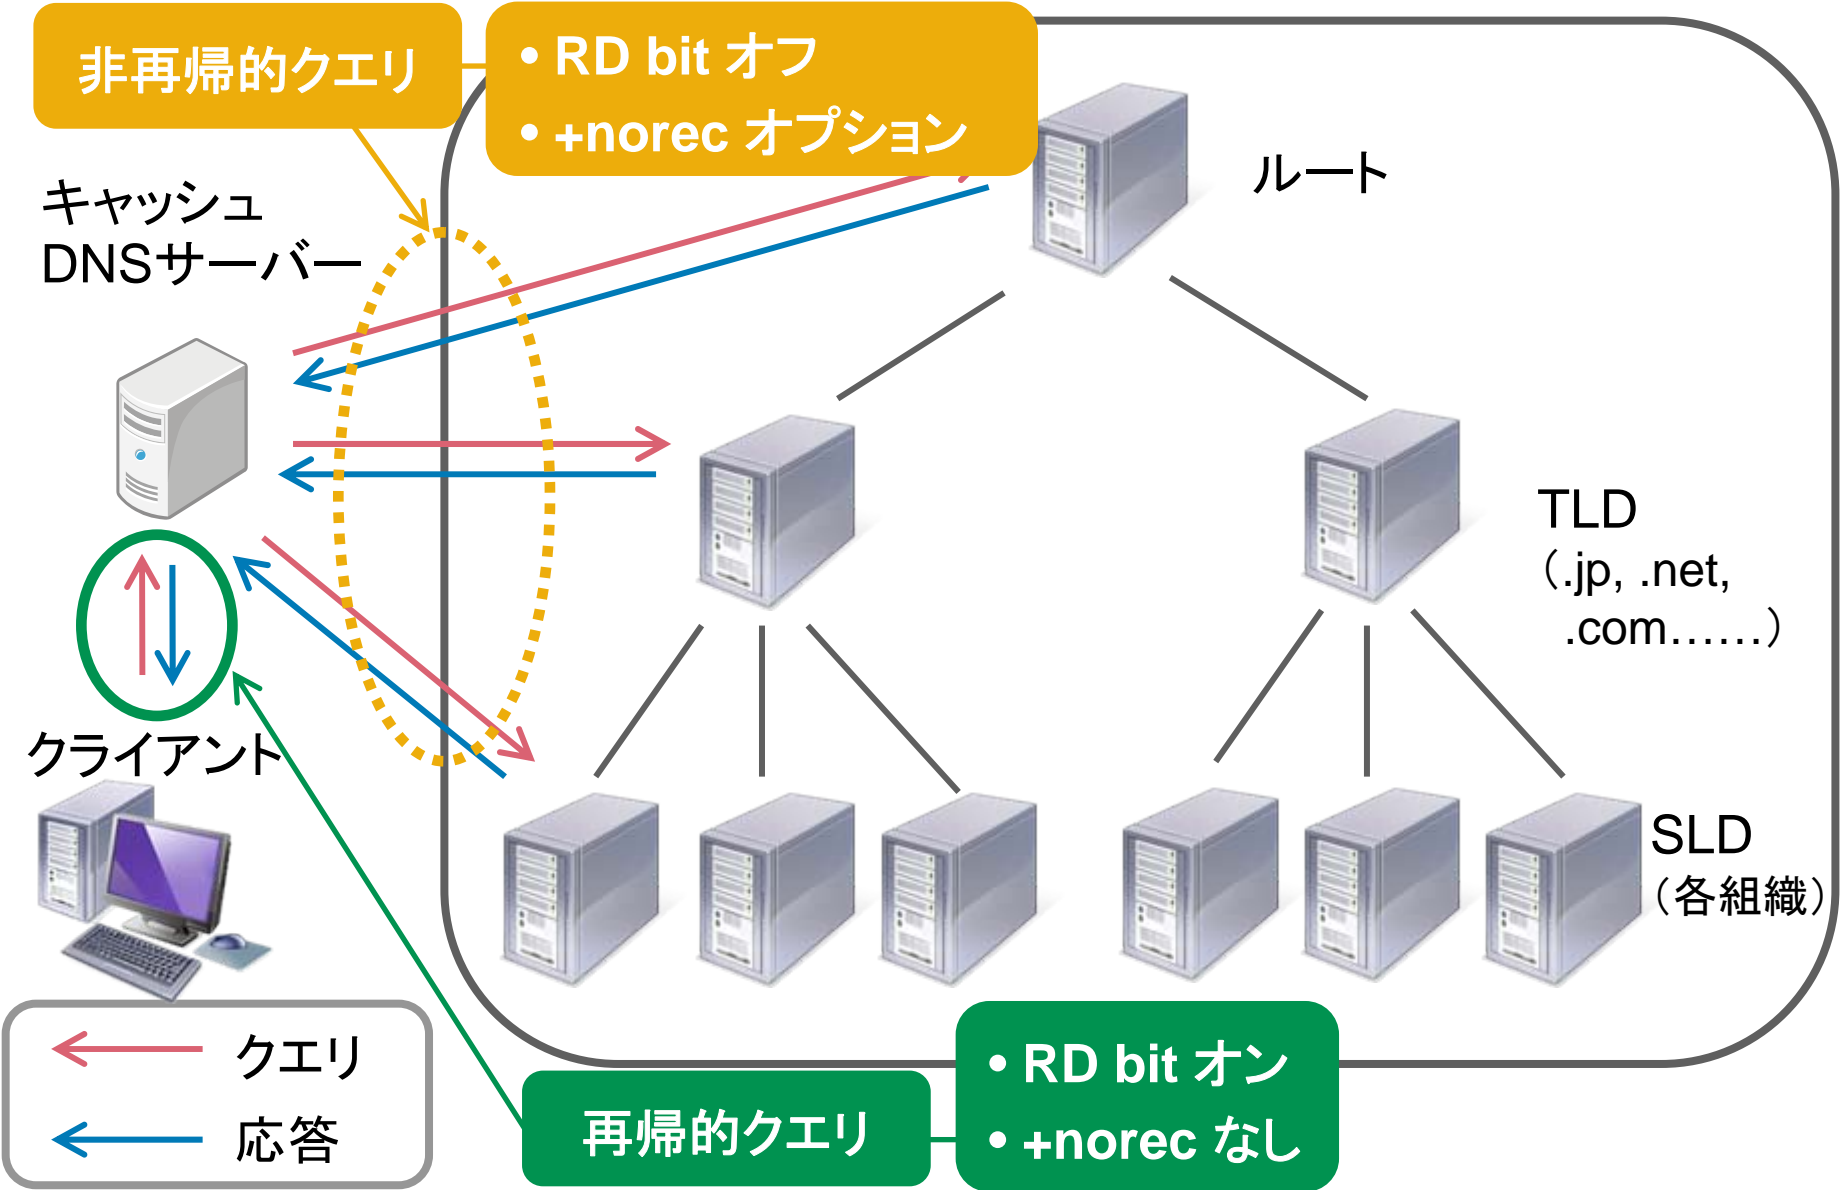 非再帰的クエリ
• RD bit オフ
• +norec オプション
キャッシュ
DNSサーバー
ルート
TLD
（.jp, .net,
.com……）
クライアント
SLD
（各組織）
クエリ
応答
再帰的クエリ
• RD bit オン
• +norec なし